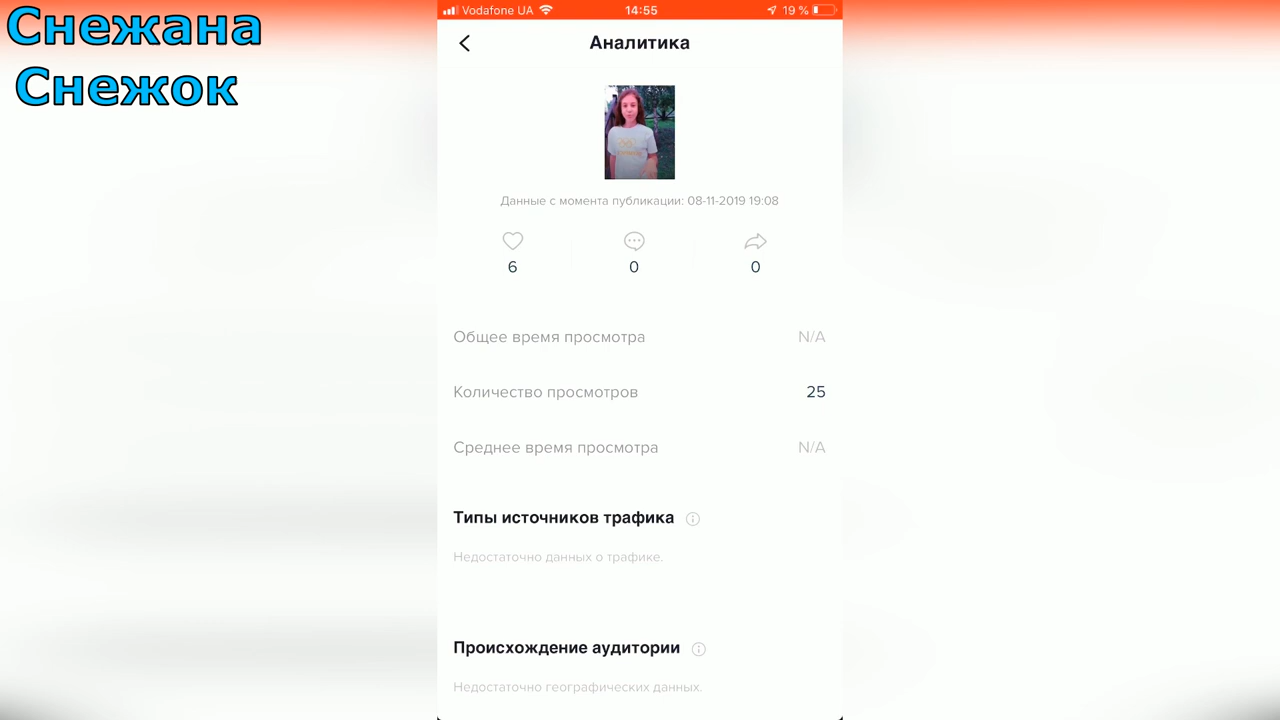 Снежана
Снежок
Vodafone UA
14:55
19 %
Аналитика
Данные с момента публикации: 08-11-2019 19:08
6
0
0
Общее время просмотра
N/A
Количество просмотров
25
Среднее время просмотра
N/A
Типы источников трафика
Недостаточно данных о трафике.
Происхождение аудитории
Недостаточно географических данных.